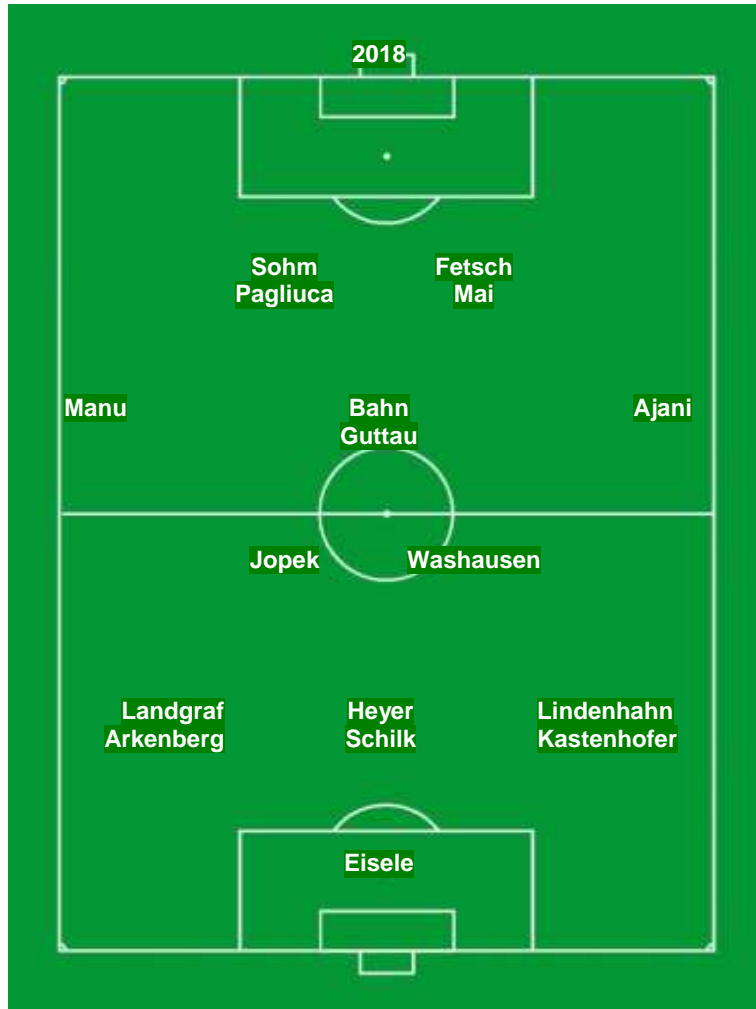 2018
Sohm Fetsch
Pagliuca Mai
Manu Bahn Ajani
Guttau
Jopek Washausen
Landgraf Heyer Lindenhahn
Arkenberg Schilk Kastenhofer
Eisele